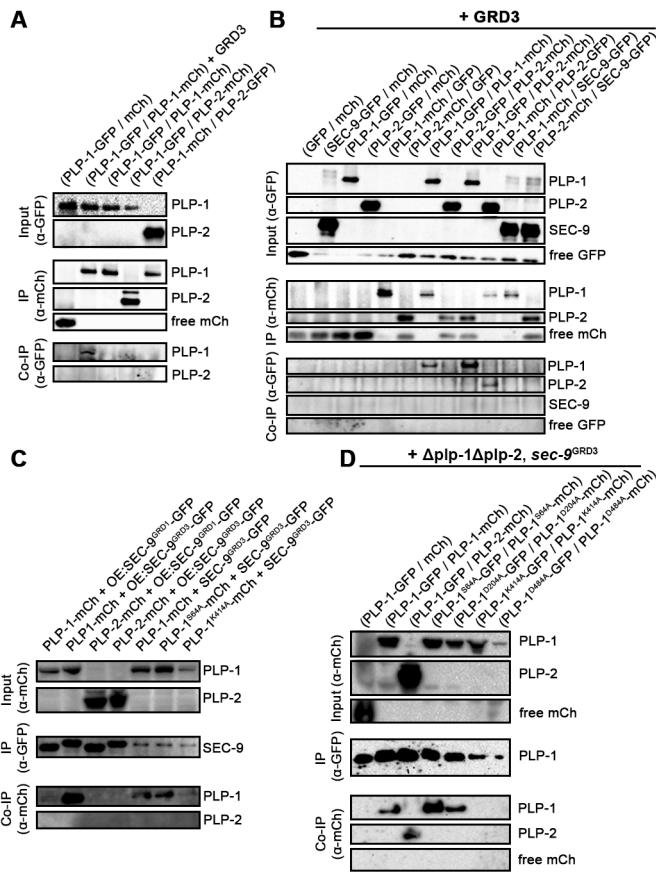 A
(PLP-1-GFP / mCh)
(PLP-1-GFP / PLP-1-mCh) + GRD3
(PLP-1-GFP / PLP-1-mCh)
(PLP-1-GFP / PLP-2-mCh)
(PLP-1-mCh / PLP-2-GFP)
Input (α-GFP)
PLP-1
PLP-2
IP (α-mCh)
PLP-1
PLP-2
free mCh
Co-IP (α-GFP)
PLP-1
PLP-2
B
+ GRD3
(GFP / mCh)
(SEC-9-GFP / mCh)
(PLP-1-GFP / mCh)
(PLP-2-GFP / mCh)
(PLP-1-mCh / GFP)
(PLP-2-mCh / GFP)
(PLP-1-GFP / PLP-1-mCh)
(PLP-2-GFP / PLP-2-mCh)
(PLP-1-GFP / PLP-2-mCh)
(PLP-1-mCh / PLP-2-GFP)
(PLP-1-mCh / SEC-9-GFP)
(PLP-2-mCh / SEC-9-GFP)
Input (α-GFP)
PLP-1
PLP-2
SEC-9
free GFP
IP (α-mCh)
PLP-1
PLP-2
free mCh
Co-IP (α-GFP)
PLP-1
PLP-2
SEC-9
free GFP
C
PLP-1-mCh + OE:SEC-9GRD1-GFP
PLP1-mCh + OE:SEC-9GRD3-GFP
PLP-2-mCh + OE:SEC-9GRD1-GFP
PLP-2-mCh + OE:SEC-9GRD3-GFP
PLP-1-mCh + SEC-9GRD3-GFP
PLP-1S64A-mCh + SEC-9GRD3-GFP
PLP-1K414A-mCh + SEC-9GRD3-GFP
Input (α-mCh)
PLP-1
PLP-2
IP (α-GFP)
SEC-9
Co-IP (α-mCh)
PLP-1
PLP-2
D
+ Δplp-1Δplp-2, sec-9GRD3
(PLP-1-GFP / mCh)
(PLP-1-GFP / PLP-1-mCh)
(PLP-1-GFP / PLP-2-mCh)
(PLP-1S64A-GFP / PLP-1S64A-mCh)
(PLP-1D204A-GFP / PLP-1D204A-mCh)
(PLP-1K414A-GFP / PLP-1K414A-mCh)
(PLP-1D484A-GFP / PLP-1D484A-mCh)
Input (α-mCh)
PLP-1
PLP-2
free mCh
IP (α-GFP)
PLP-1
Co-IP (α-mCh)
PLP-1
PLP-2
free mCh